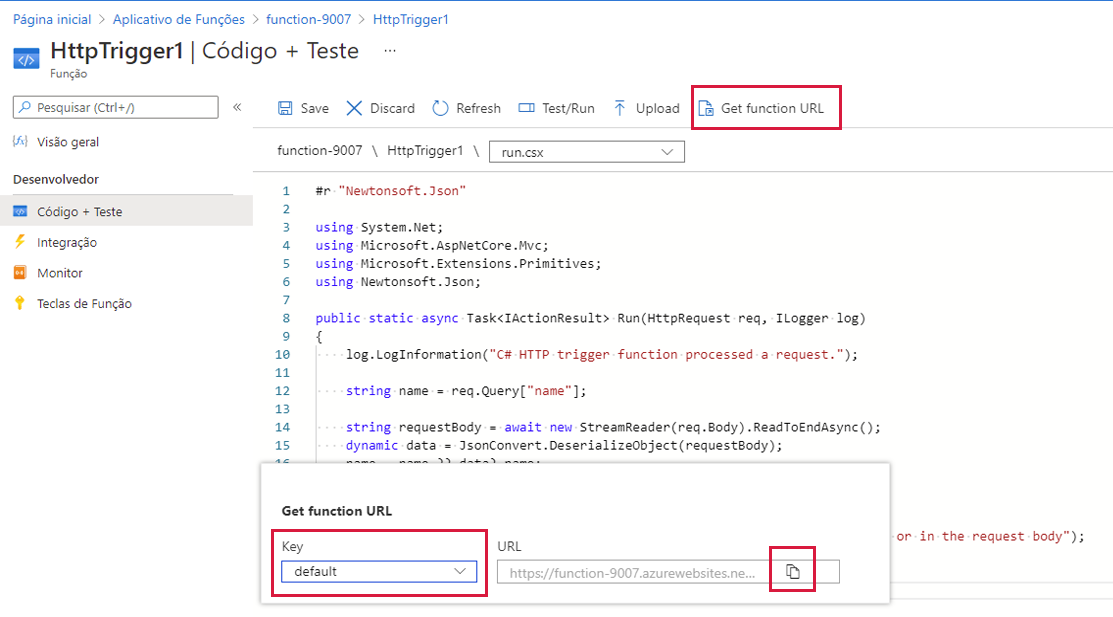 Página inicial > Aplicativo de Funções > function-9007 > HttpTrigger1
HttpTrigger1 | Código + Teste ...
Função
Pesquisar (Ctrl+/) «
Visão geral
Desenvolvedor
Código + Teste
Integração
Monitor
Teclas de Função
Save Discard Refresh Test/Run Upload Get function URL
function-9007 \ HttpTrigger1 \ run.csx
1 #r "Newtonsoft.Json"
2
3 using System.Net;
4 using Microsoft.AspNetCore.Mvc;
5 using Microsoft.Extensions.Primitives;
6 using Newtonsoft.Json;
7
8 public static async Task<IActionResult> Run(HttpRequest req, ILogger log)
9 {
10 log.LogInformation("C# HTTP trigger function processed a request.");
11
12 string name = req.Query["name"];
13
14 string requestBody = await new StreamReader(req.Body).ReadToEndAsync();
15 dynamic data = JsonConvert.DeserializeObject(requestBody);
16 name = name ?? data?.name;
or in the request body");
Get function URL
Key URL
default https://function-9007.azurewebsites.ne...